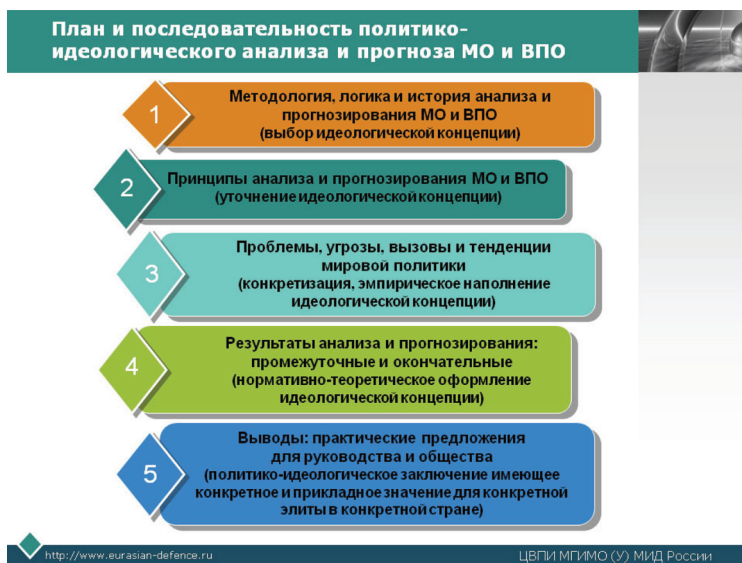 План и последовательность политико-
идеологического анализа и прогноза МО и ВПО
1
Методология, логика и история анализа и
прогнозирования МО и ВПО
(выбор идеологической концепции)
2
Принципы анализа и прогнозирования МО и ВПО
(уточнение идеологической концепции)
3
Проблемы, угрозы, вызовы и тенденции
мировой политики
(конкретизация, эмпирическое наполнение
идеологической концепции)
4
Результаты анализа и прогнозирования:
промежуточные и окончательные
(нормативно-теоретическое оформление
идеологической концепции)
5
Выводы: практические предложения
для руководства и общества
(политико-идеологическое заключение имеющее
конкретное и прикладное значение для конкретной
элиты в конкретной стране)
http://www.eurasian-defence.ru
ЦВПИ МГИМО (У) МИД России